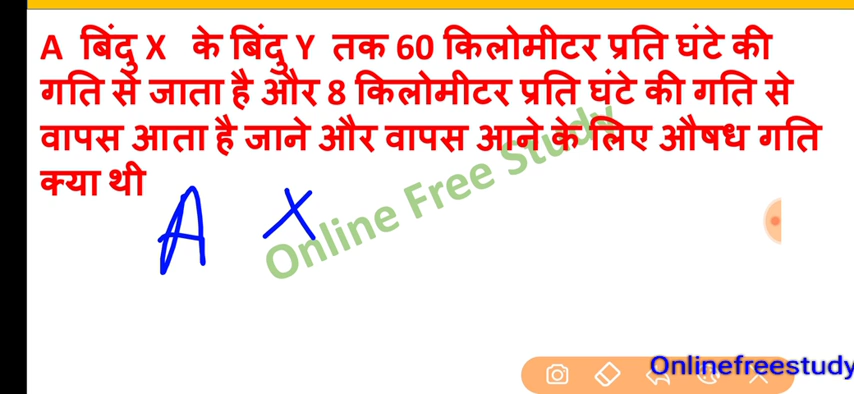 A बिंदु X के बिंदु Y तक 60 किलोमीटर प्रति घंटे की
गति से जाता है और 8 किलोमीटर प्रति घंटे की गति से
वापस आता है जाने और वापस आने के लिए औषध गति
क्या थी
A X
Online Free Study
Onlinefreestudy